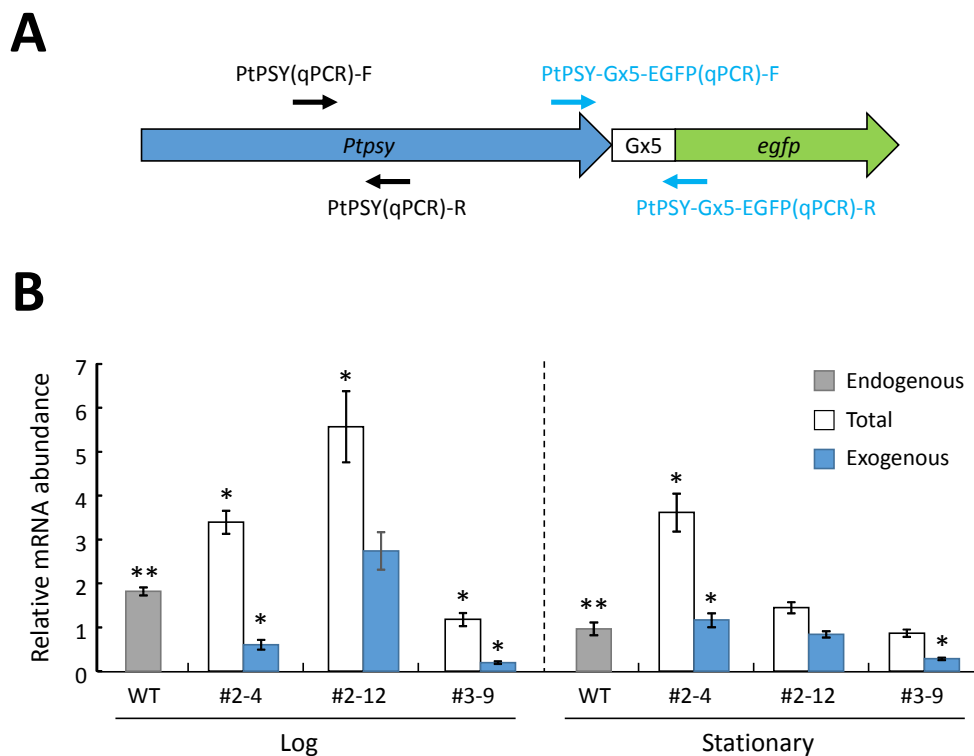 A
PtPSY(qPCR)-F
PtPSY-Gx5-EGFP(qPCR)-F
Ptpsy
Gx5
egfp
PtPSY(qPCR)-R
PtPSY-Gx5-EGFP(qPCR)-R
B
Relative mRNA abundance
7
6
5
4
3
2
1
0
**
*
*
*
*
*
**
*
*
*
Endogenous
Total
Exogenous
WT
#2-4
#2-12
#3-9
WT
#2-4
#2-12
#3-9
Log
Stationary